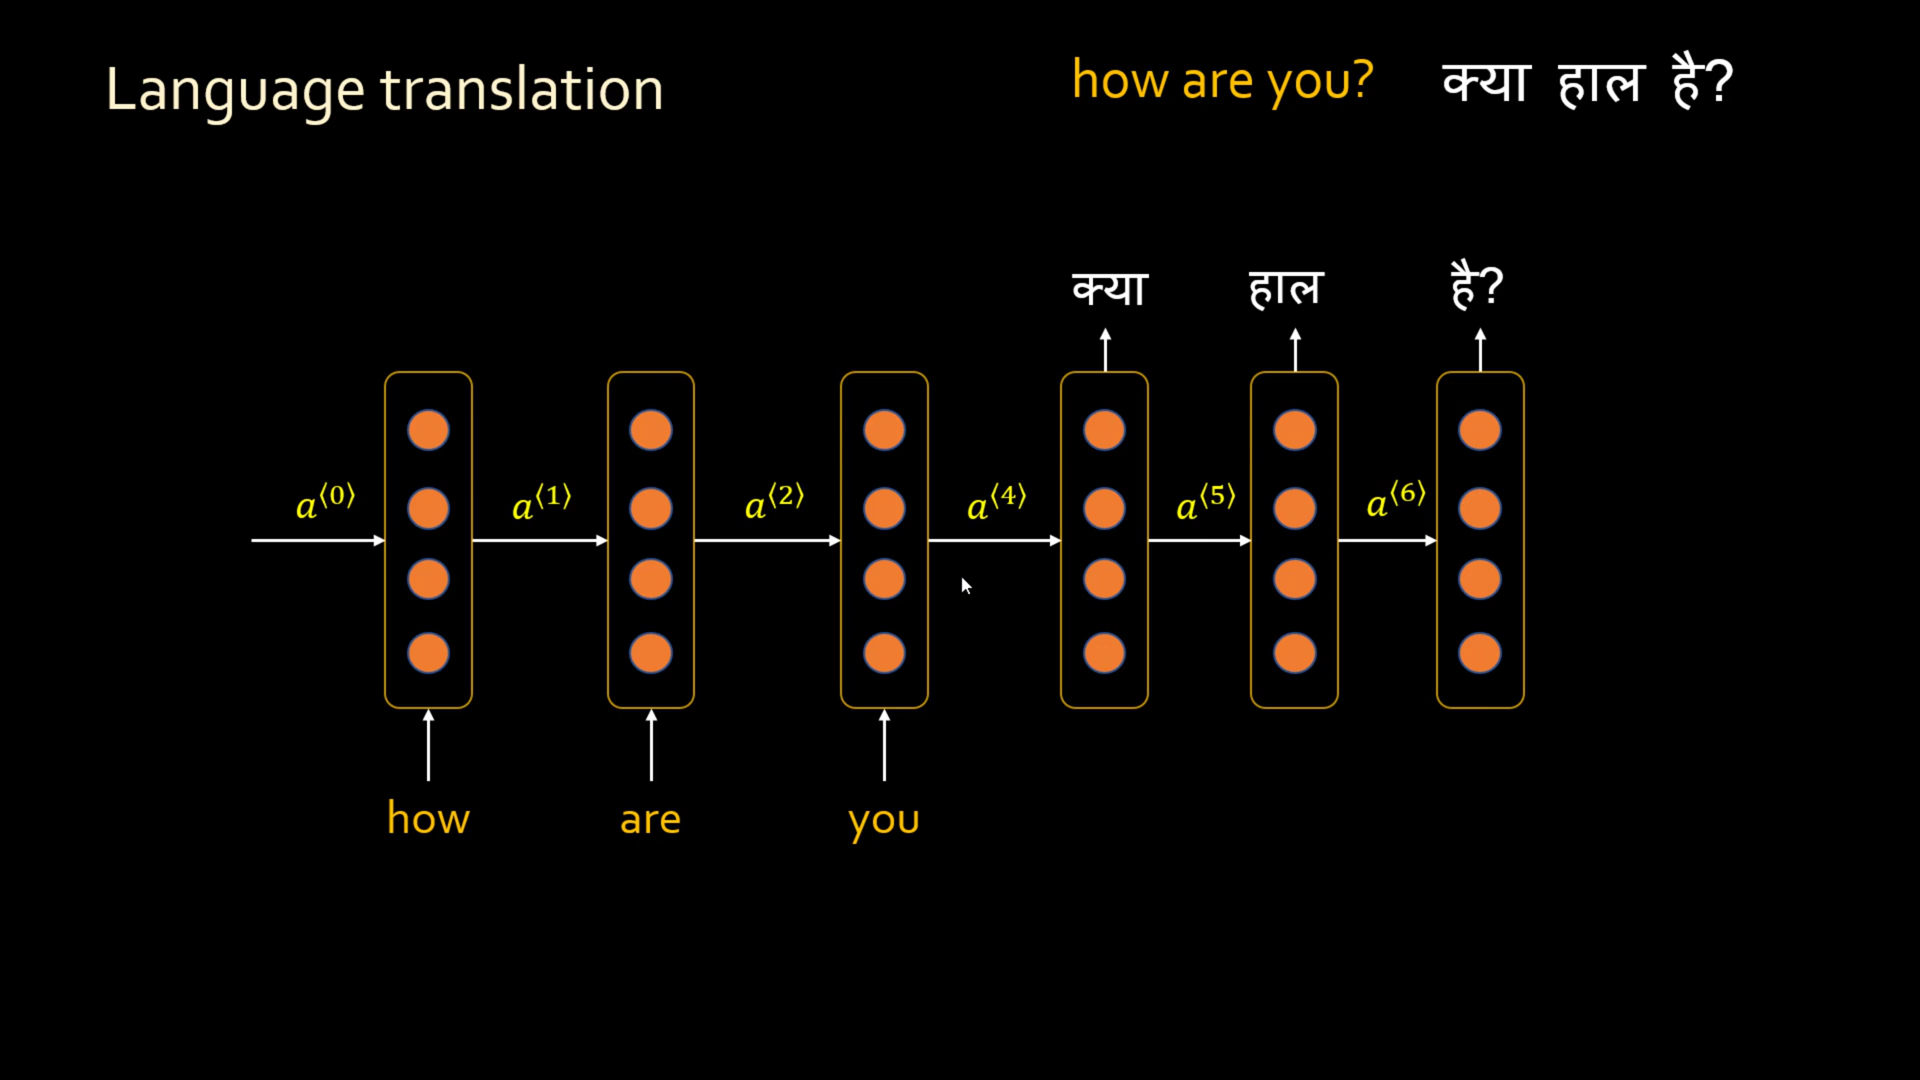 Language translation
how are you? क्या हाल है?
क्या हाल है?
a⟨0⟩ a⟨1⟩ a⟨2⟩ a⟨4⟩ a⟨5⟩ a⟨6⟩
how are you